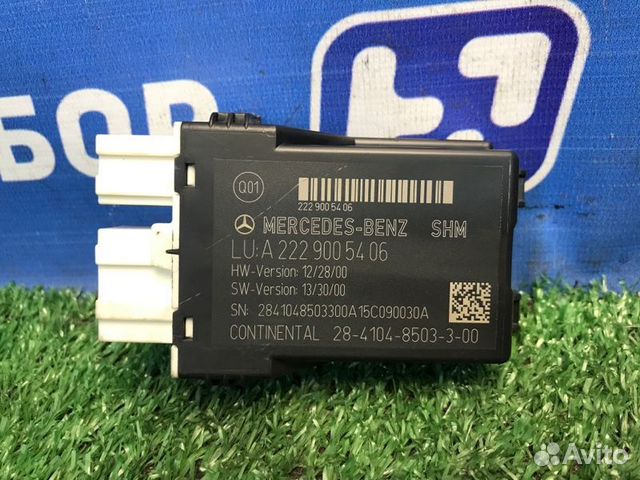 БОР
Q01
222 900 54 06
MERCEDES-BENZ SHM
LU: A 222 900 54 06
HW-Version: 12/28/00
SW-Version: 13/30/00
SN: 2841048503300A15C090030A
CONTINENTAL 28-4104-8503-3-00
Avito